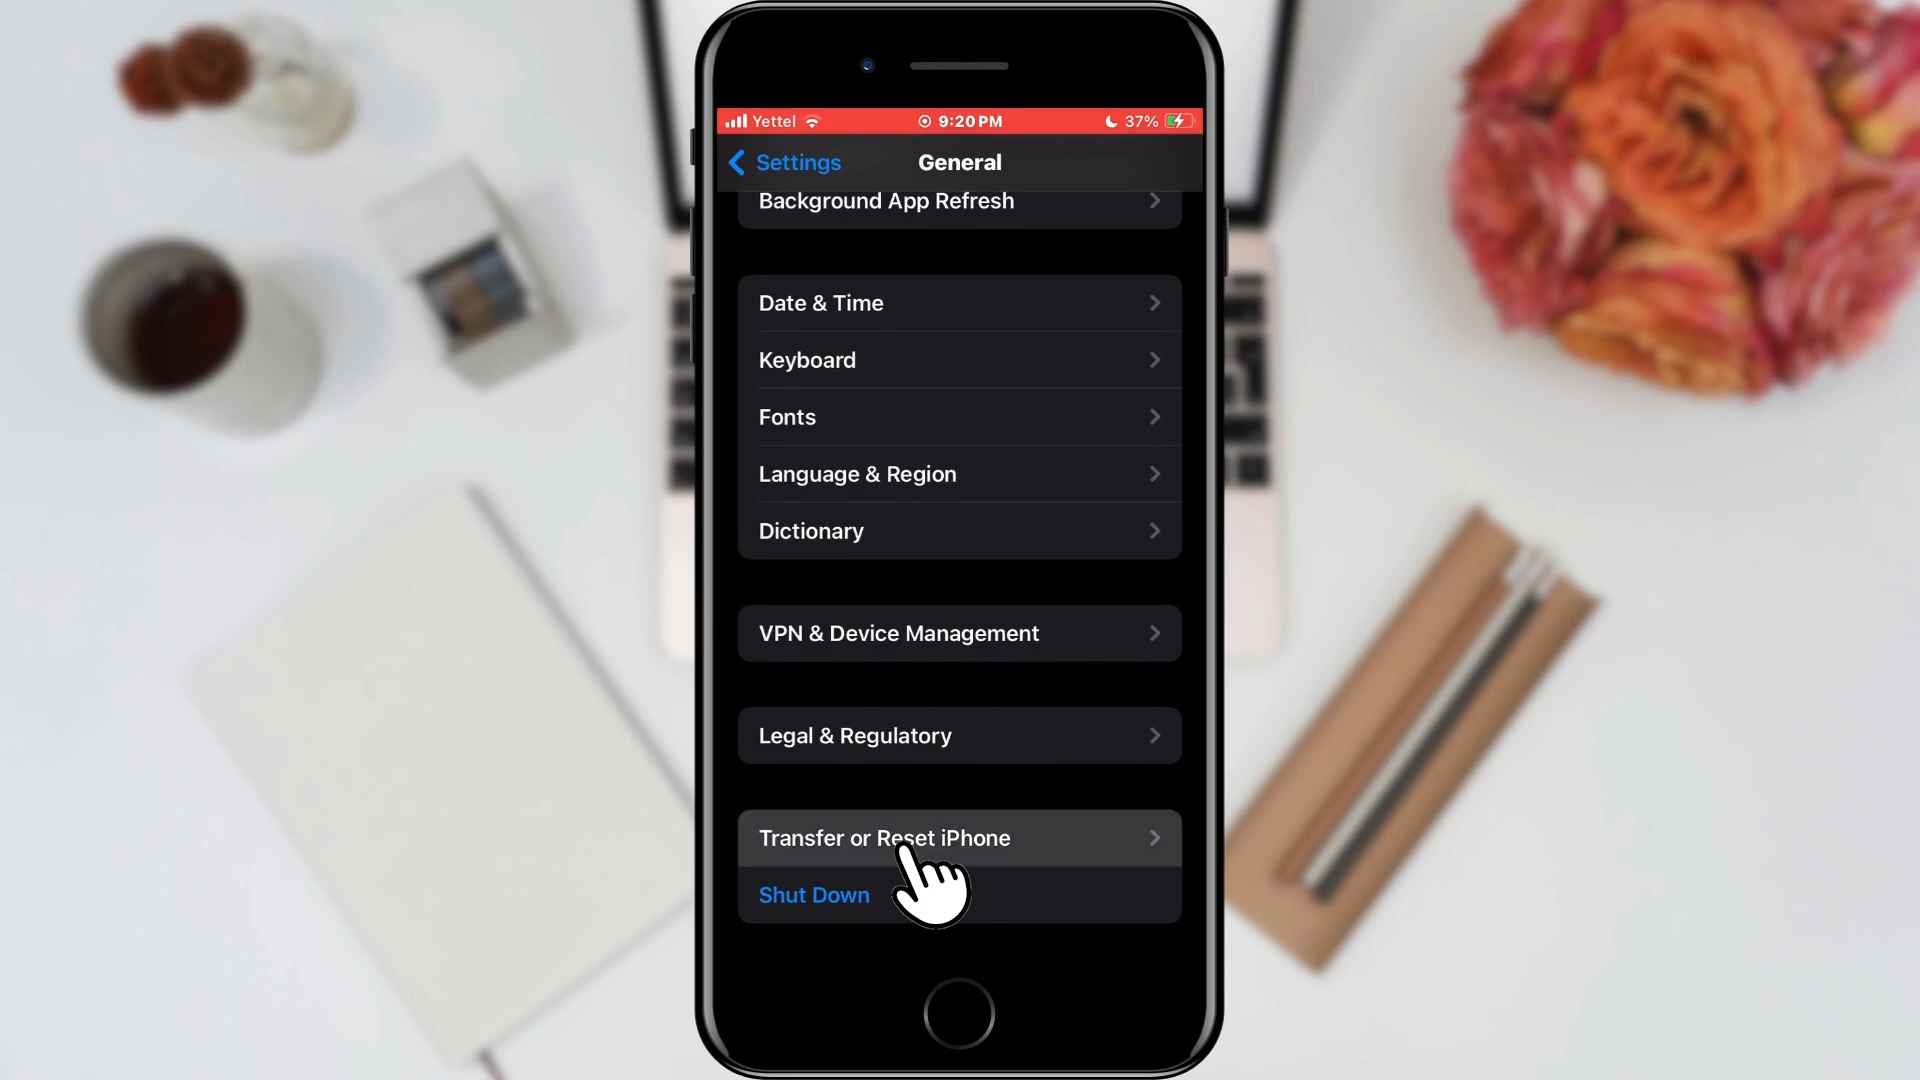 Yettel 9:20 PM 37%
Settings General
Background App Refresh
Date & Time
Keyboard
Fonts
Language & Region
Dictionary
VPN & Device Management
Legal & Regulatory
Transfer or Reset iPhone
Shut Down